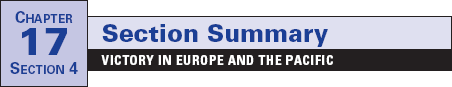 CHAPTER
17
SECTION 4
Section Summary
VICTORY IN EUROPE AND THE PACIFIC